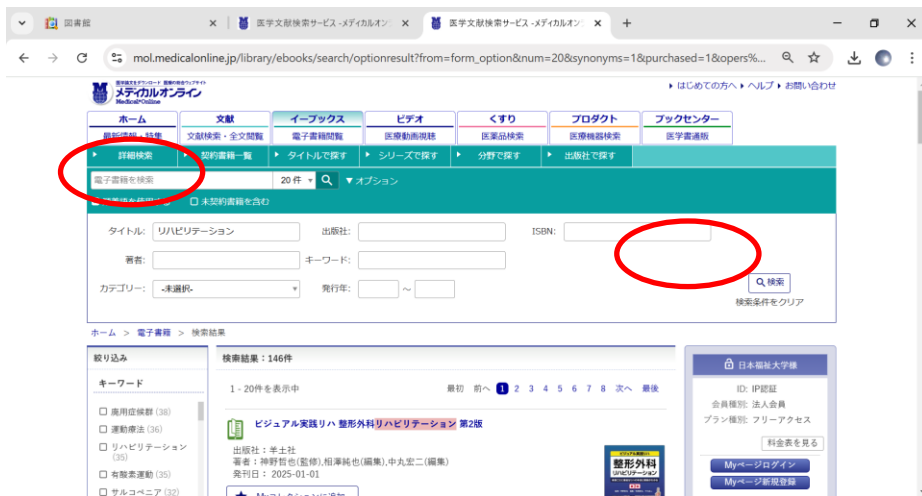 図書館
医学文献検索サービス -メディカルオン
医学文献検索サービス -メディカルオン
mol.medicalonline.jp/library/ebooks/search/optionresult?from=form_option&num=20&synonyms=1&purchased=1&opers%...
メディカルオンライン
Medical*Online
はじめての方へ ヘルプ お問い合わせ
ホーム 文献 イーブックス ビデオ くすり プロダクト ブックセンター
最新情報・特集 文献検索・全文閲覧 電子書籍閲覧 医療動画視聴 医薬品検索 医療機器検索 医学書通販
詳細検索 契約書籍一覧 タイトルで探す シリーズで探す 分野で探す 出版社で探す
電子書籍を検索 20 件 ▼オプション
未契約書籍を含む
タイトル: リハビリテーション 出版社: ISBN:
著者: キーワード:
カテゴリー: -未選択- 発行年: ～
検索
検索条件をクリア
ホーム > 電子書籍 > 検索結果
絞り込み
検索結果：146件
日本福祉大学様
キーワード
1 - 20件を表示中
最初 前へ 1 2 3 4 5 6 7 8 次へ 最後
ID: IP認証
会員種別: 法人会員
プラン種別: フリーアクセス
料金表を見る
Myページログイン
Myページ新規登録
廃用症候群 (38)
運動療法 (36)
リハビリテーション
(35)
有酸素運動 (35)
サルコペニア (32)
ビジュアル実践リハ 整形外科リハビリテーション 第2版
出版社：羊土社
著者：神野哲也(監修),相澤純也(編集),中丸宏二(編集)
発刊日： 2025-01-01
整形外科
リハビリテーション
Myコレクションに追加